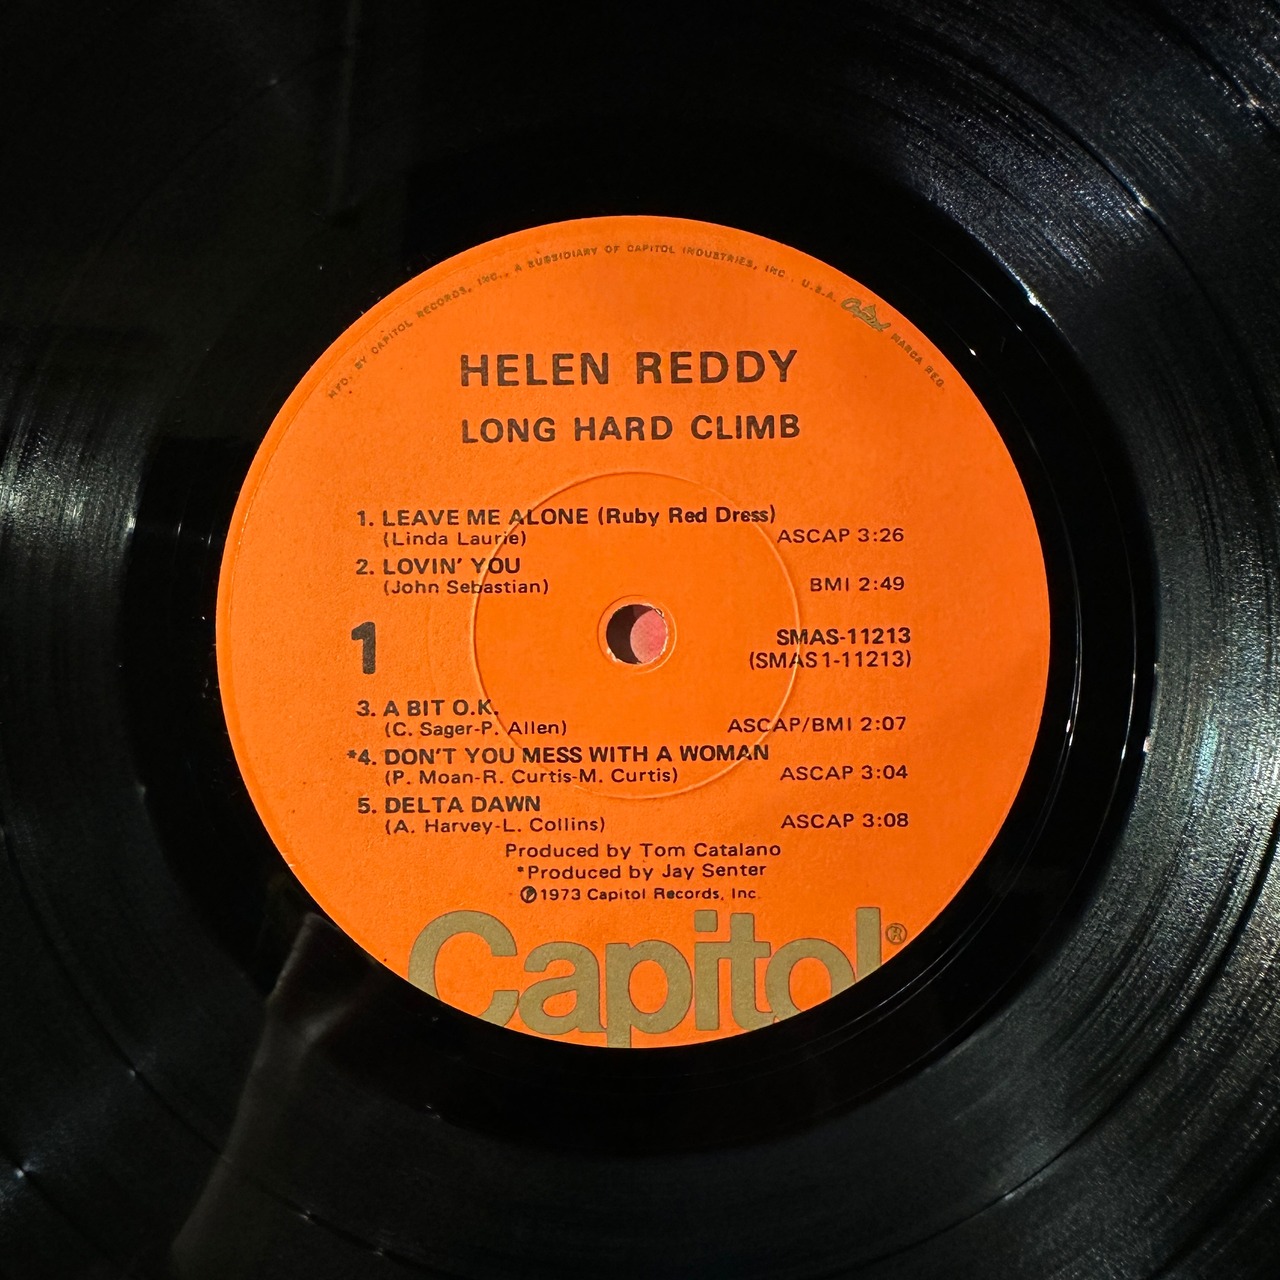 MFD. BY CAPITOL RECORDS, INC., A SUBSIDIARY OF CAPITOL INDUSTRIES, INC., U.S.A. Capitol MARCA REG.
HELEN REDDY
LONG HARD CLIMB
1. LEAVE ME ALONE (Ruby Red Dress)
(Linda Laurie) ASCAP 3:26
2. LOVIN' YOU
(John Sebastian) BMI 2:49
1
SMAS-11213
(SMAS1-11213)
3. A BIT O.K.
(C. Sager-P. Allen) ASCAP/BMI 2:07
*4. DON'T YOU MESS WITH A WOMAN
(P. Moan-R. Curtis-M. Curtis) ASCAP 3:04
5. DELTA DAWN
(A. Harvey-L. Collins) ASCAP 3:08
Produced by Tom Catalano
*Produced by Jay Senter
℗1973 Capitol Records, Inc.
Capitol®